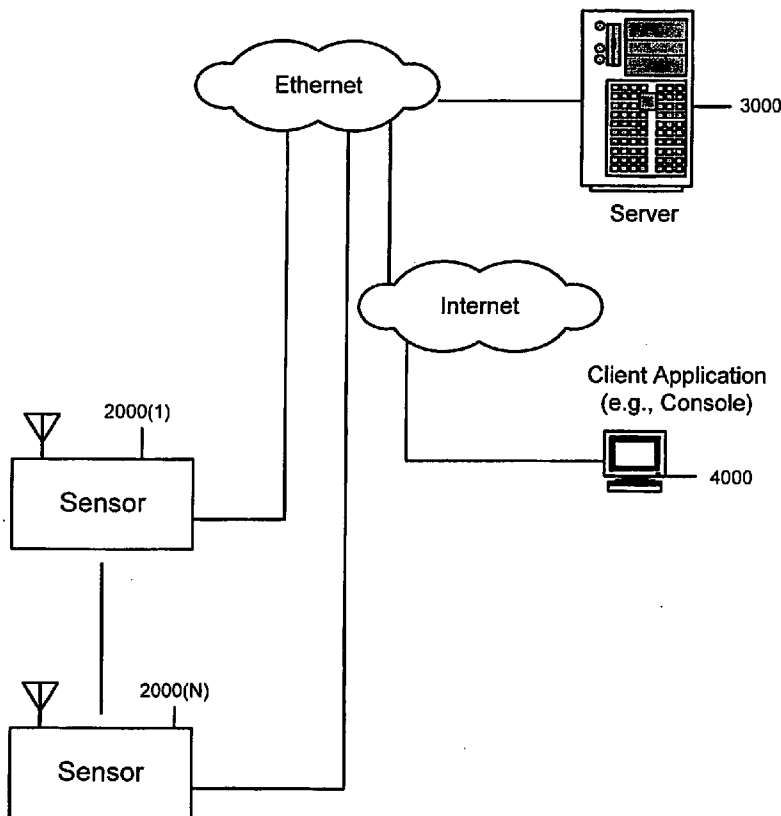 Ethernet
3000
Server
Internet
Client Application
(e.g., Console)
4000
2000(1)
Sensor
2000(N)
Sensor